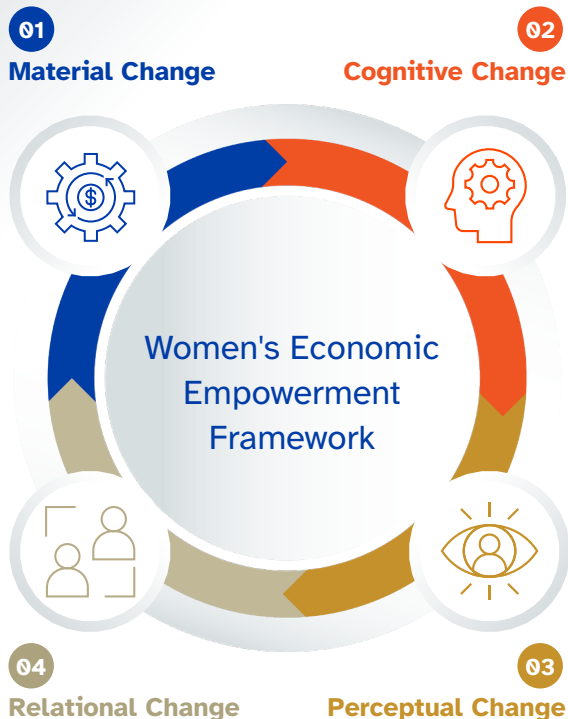 01
Material Change
02
Cognitive Change
$
Women's Economic
Empowerment
Framework
04
Relational Change
03
Perceptual Change